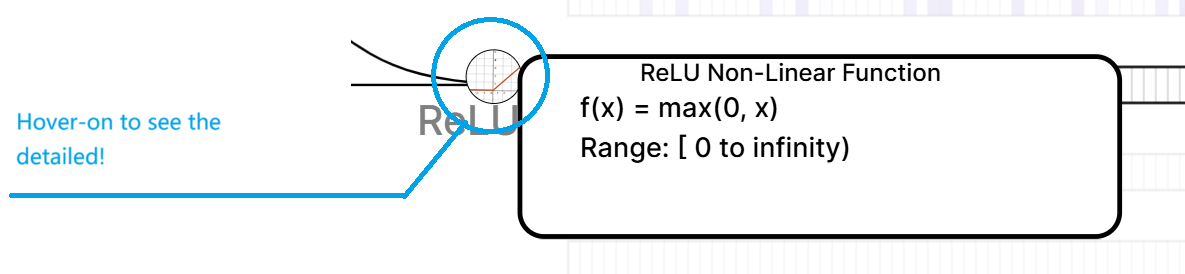 ReLU Non-Linear Function
f(x) = max(0, x)
Range: [ 0 to infinity)
ReLU
Hover-on to see the
detailed!